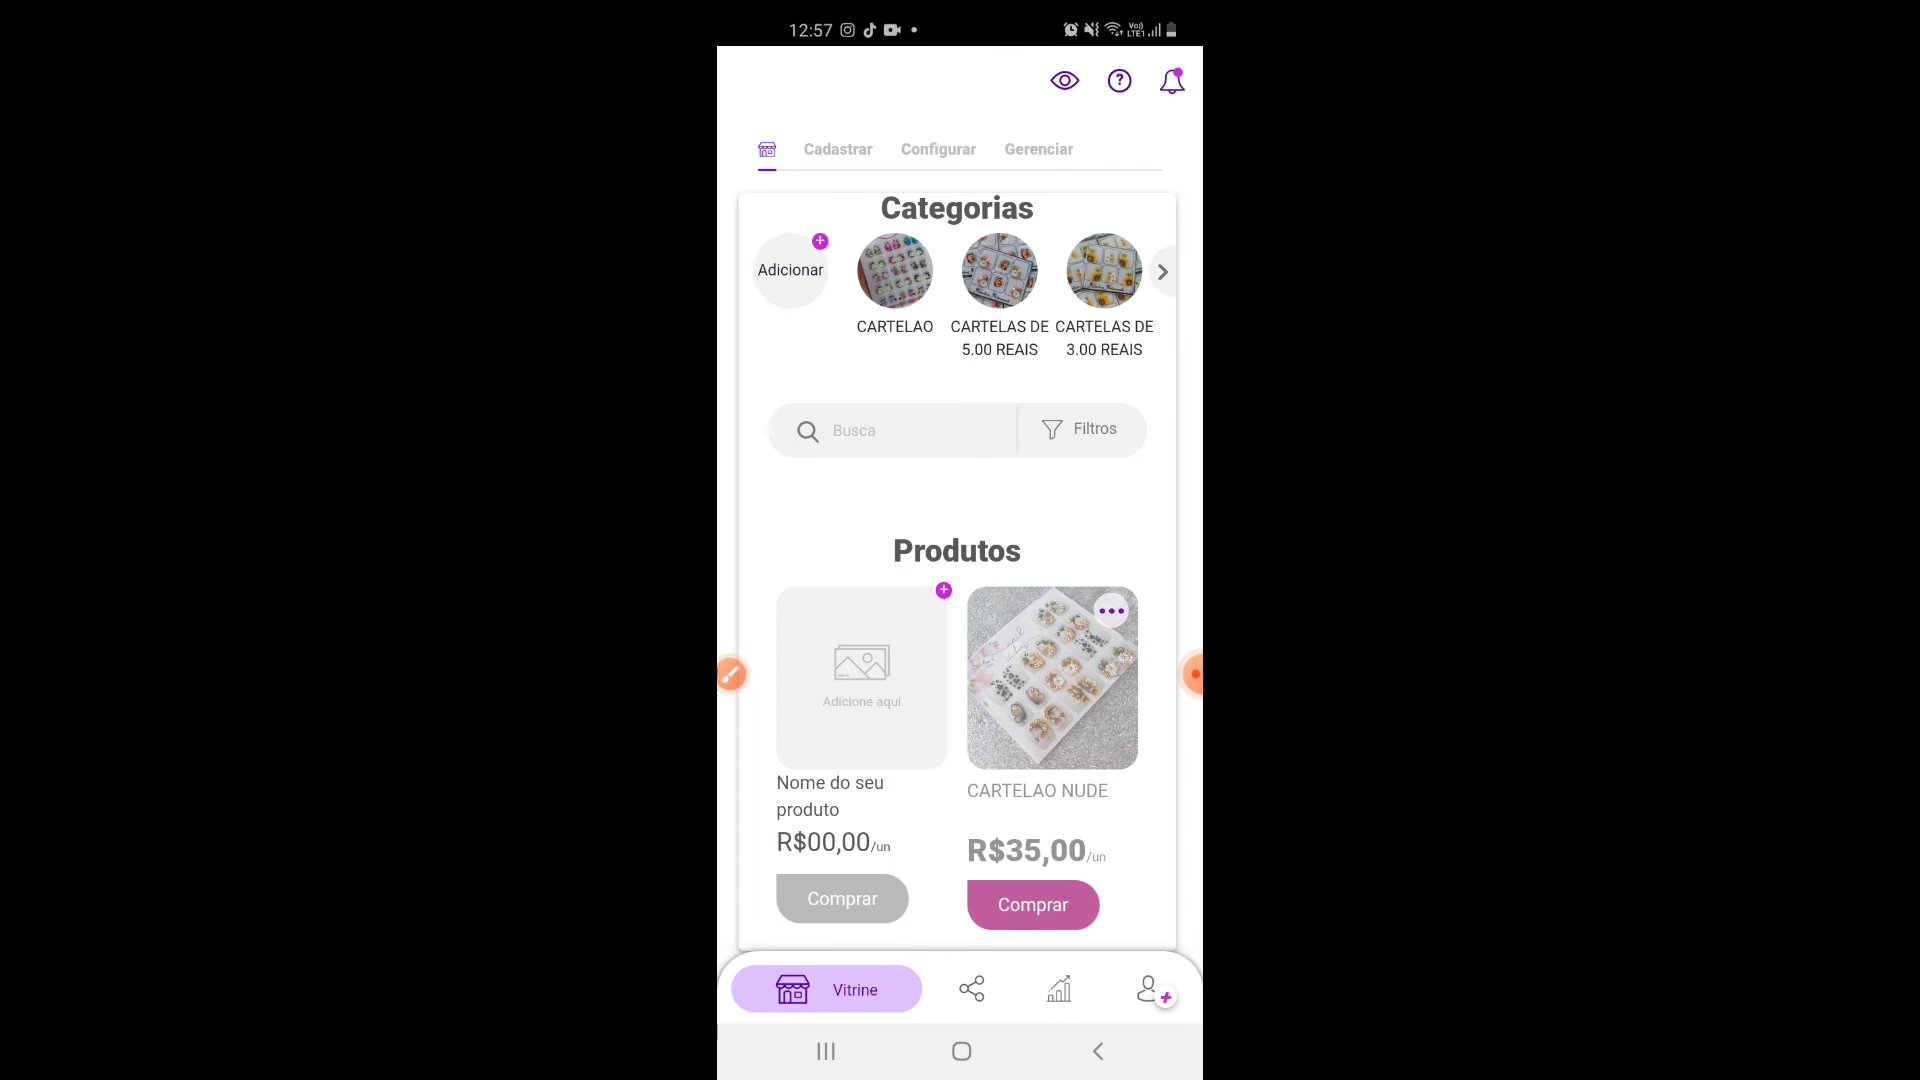 12:57
Vo))
LTE1
Cadastrar Configurar Gerenciar
Categorias
Adicionar
CARTELAO
CARTELAS DE
5.00 REAIS
CARTELAS DE
3.00 REAIS
Busca
Filtros
Produtos
Adicione aqui
Nome do seu
produto
R$00,00/un
Comprar
CARTELAO NUDE
R$35,00/un
Comprar
Vitrine